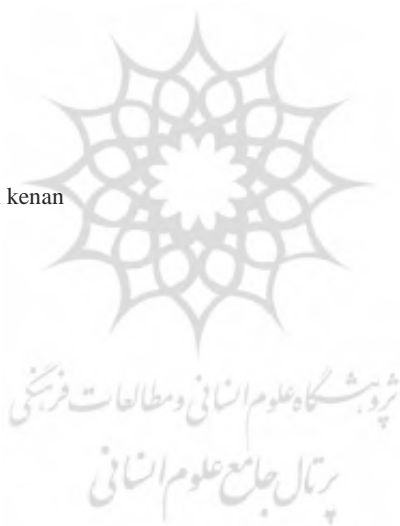 kenan
پژوهشگاه علوم انسانی و مطالعات فرهنگی
پرتال جامع علوم انسانی